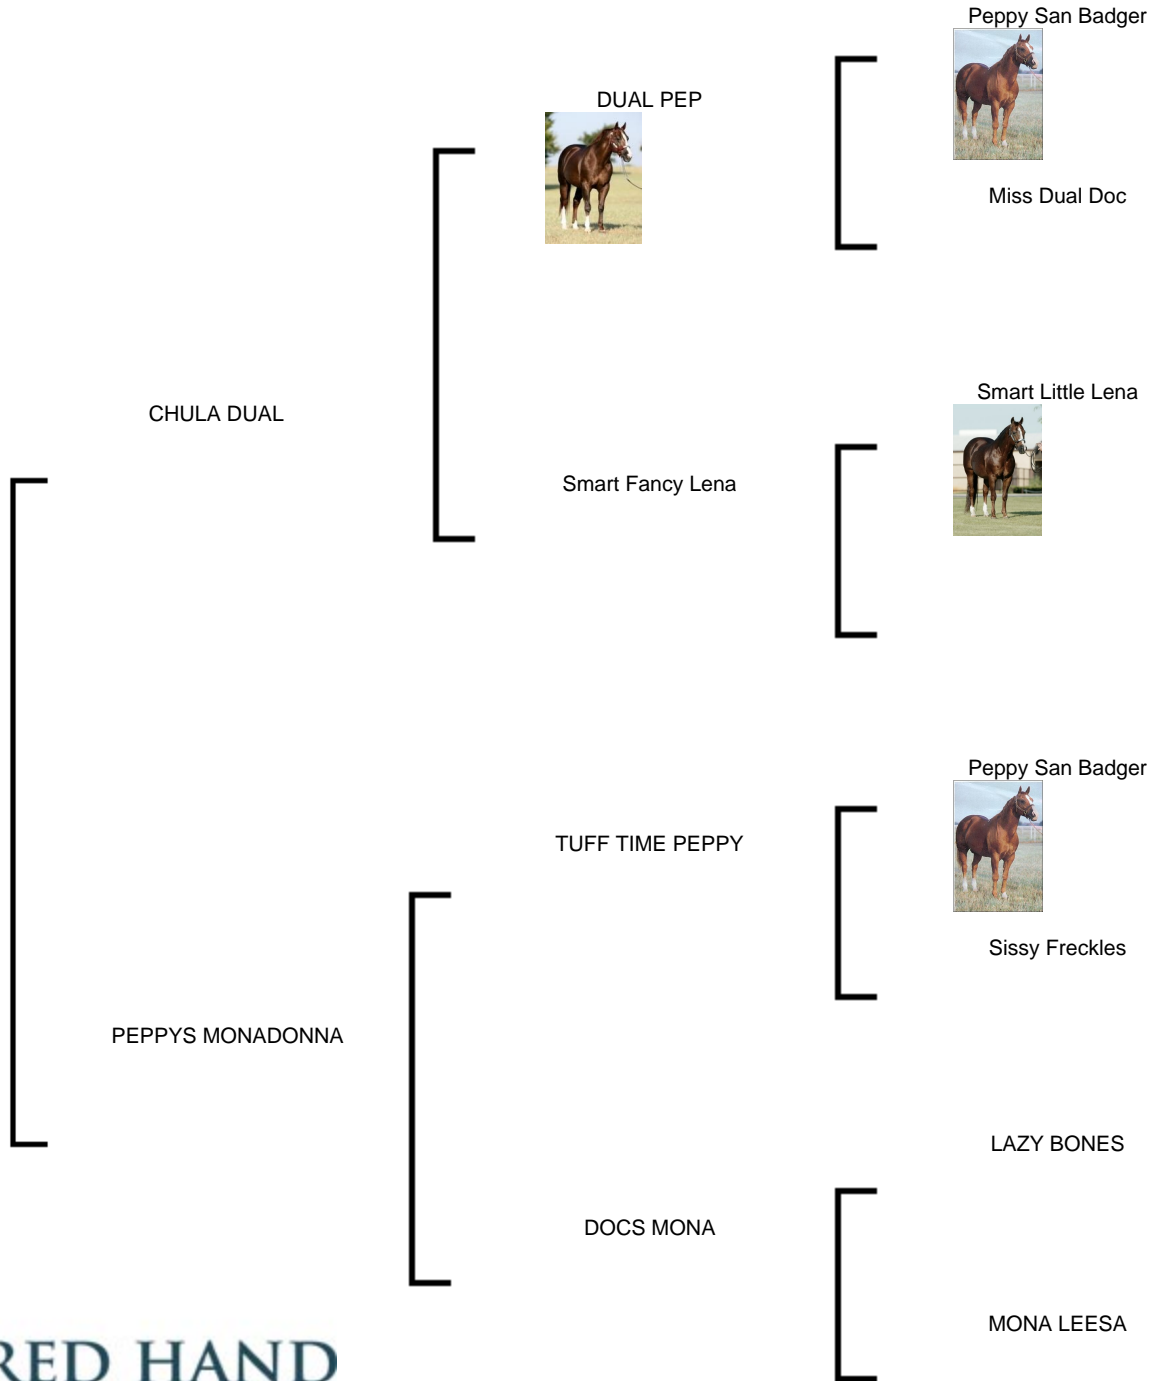 Peppy San Badger
DUAL PEP
Miss Dual Doc
Smart Little Lena
CHULA DUAL
Smart Fancy Lena
Peppy San Badger
TUFF TIME PEPPY
Sissy Freckles
PEPPYS MONADONNA
LAZY BONES
DOCS MONA
MONA LEESA
RED HAND